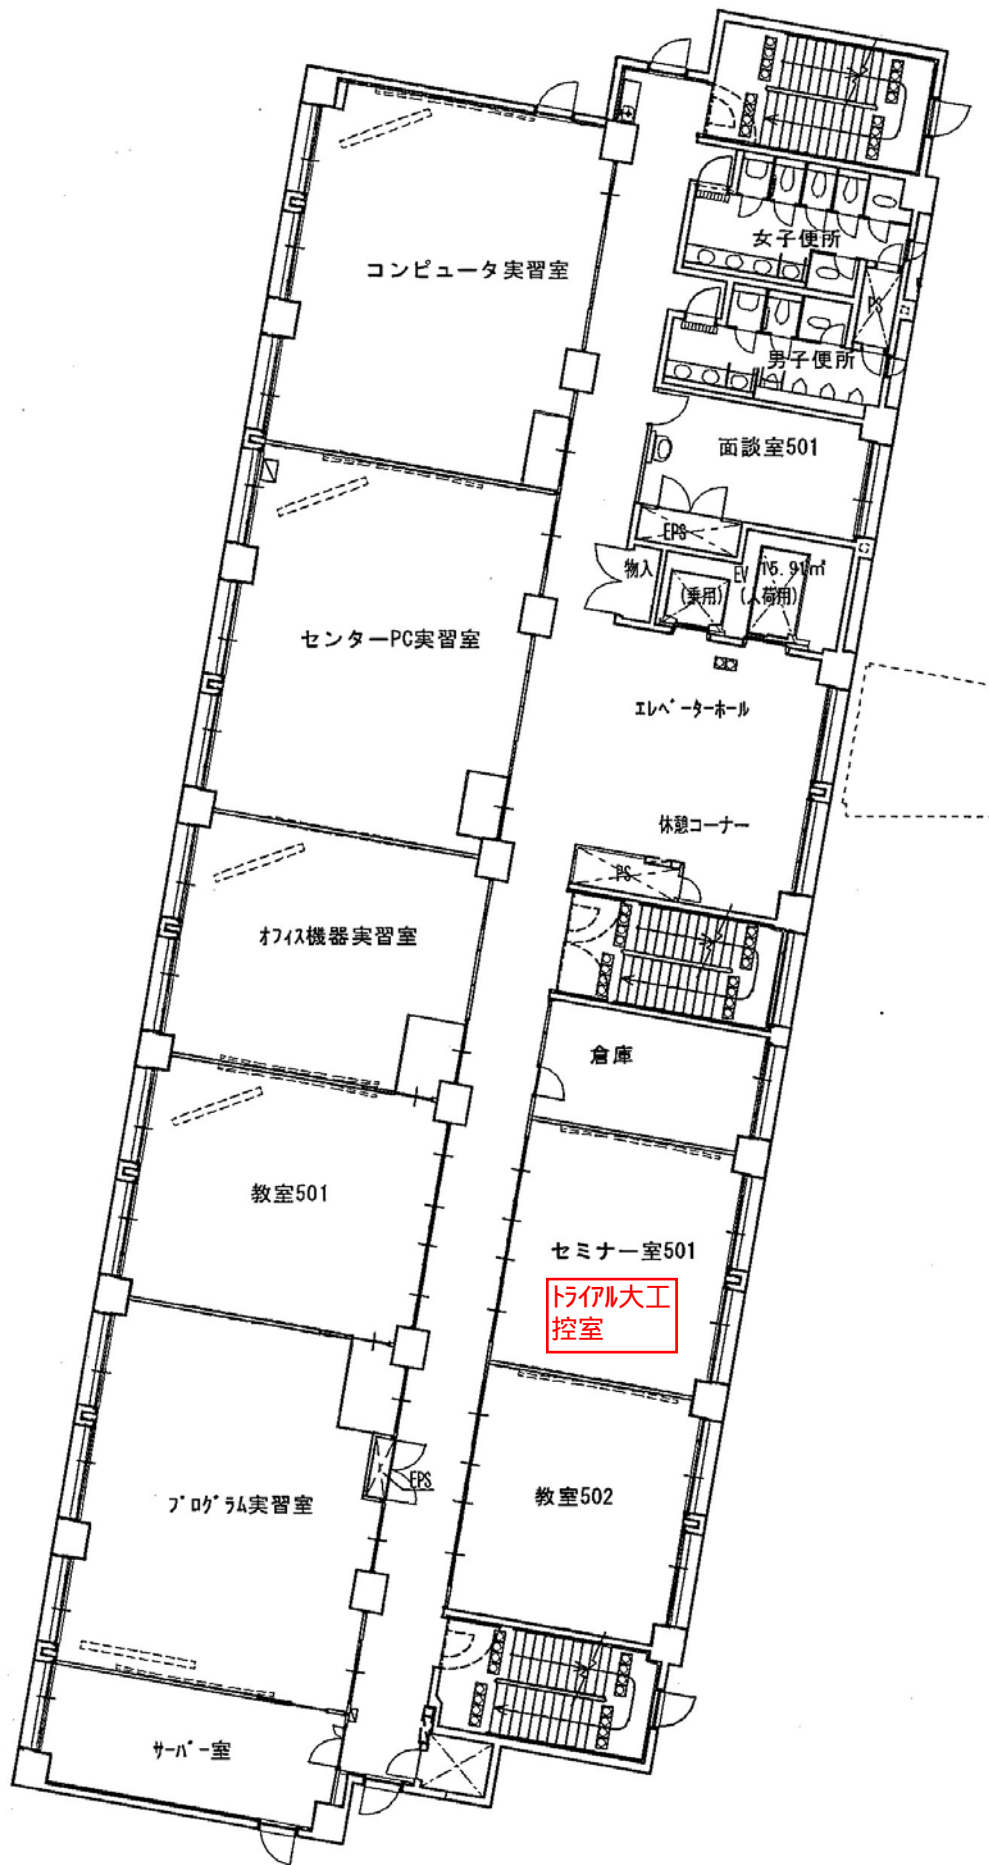 女子便所
コンピュータ実習室
PS
男子便所
面談室501
EPS
物入
EV 15.91㎡
(乗用)
(人荷用)
センターPC実習室
エレベーターホール
休憩コーナー
PS
オフィス機器実習室
倉庫
教室501
セミナー室501
トライアル大工
控室
EPS
教室502
プログラム実習室
サーバー室